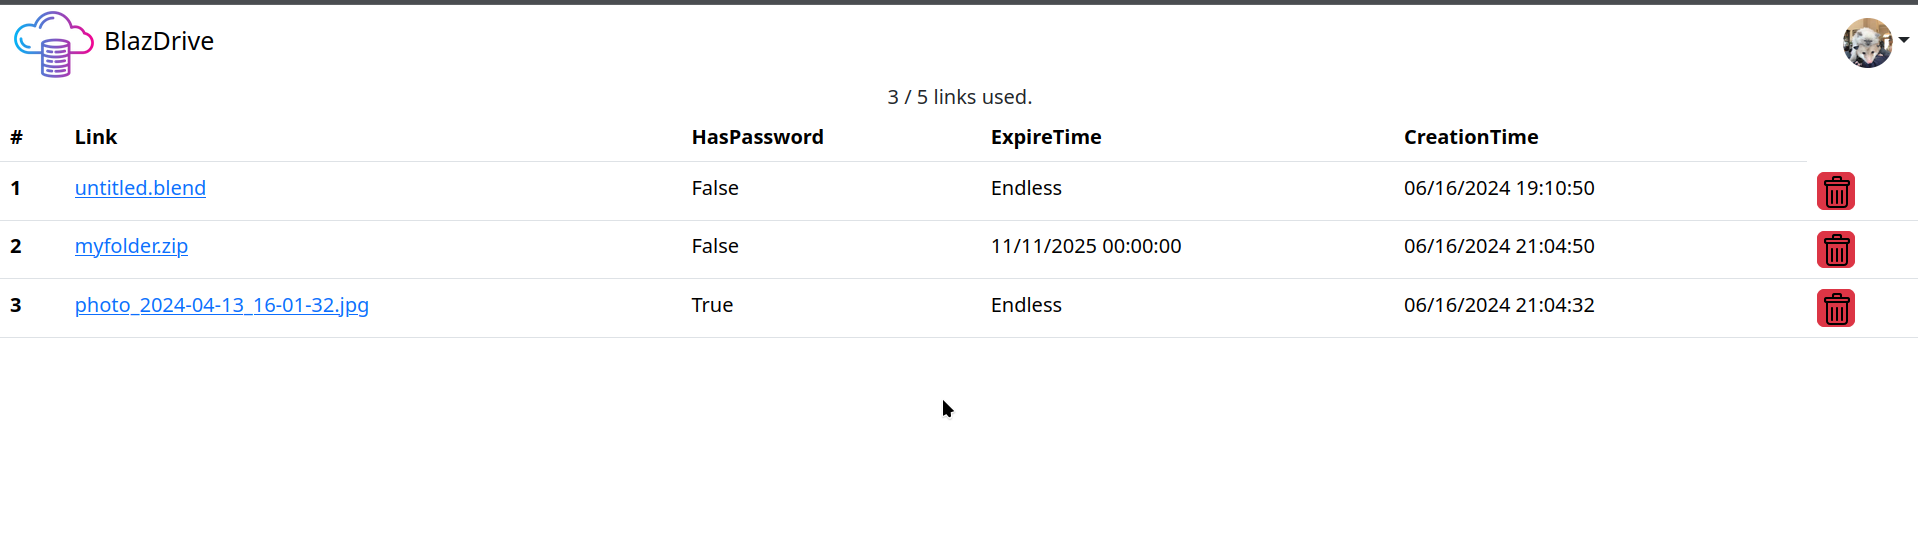 BlazDrive
3 / 5 links used.
# Link HasPassword ExpireTime CreationTime
1 untitled.blend False Endless 06/16/2024 19:10:50
2 myfolder.zip False 11/11/2025 00:00:00 06/16/2024 21:04:50
3 photo_2024-04-13_16-01-32.jpg True Endless 06/16/2024 21:04:32